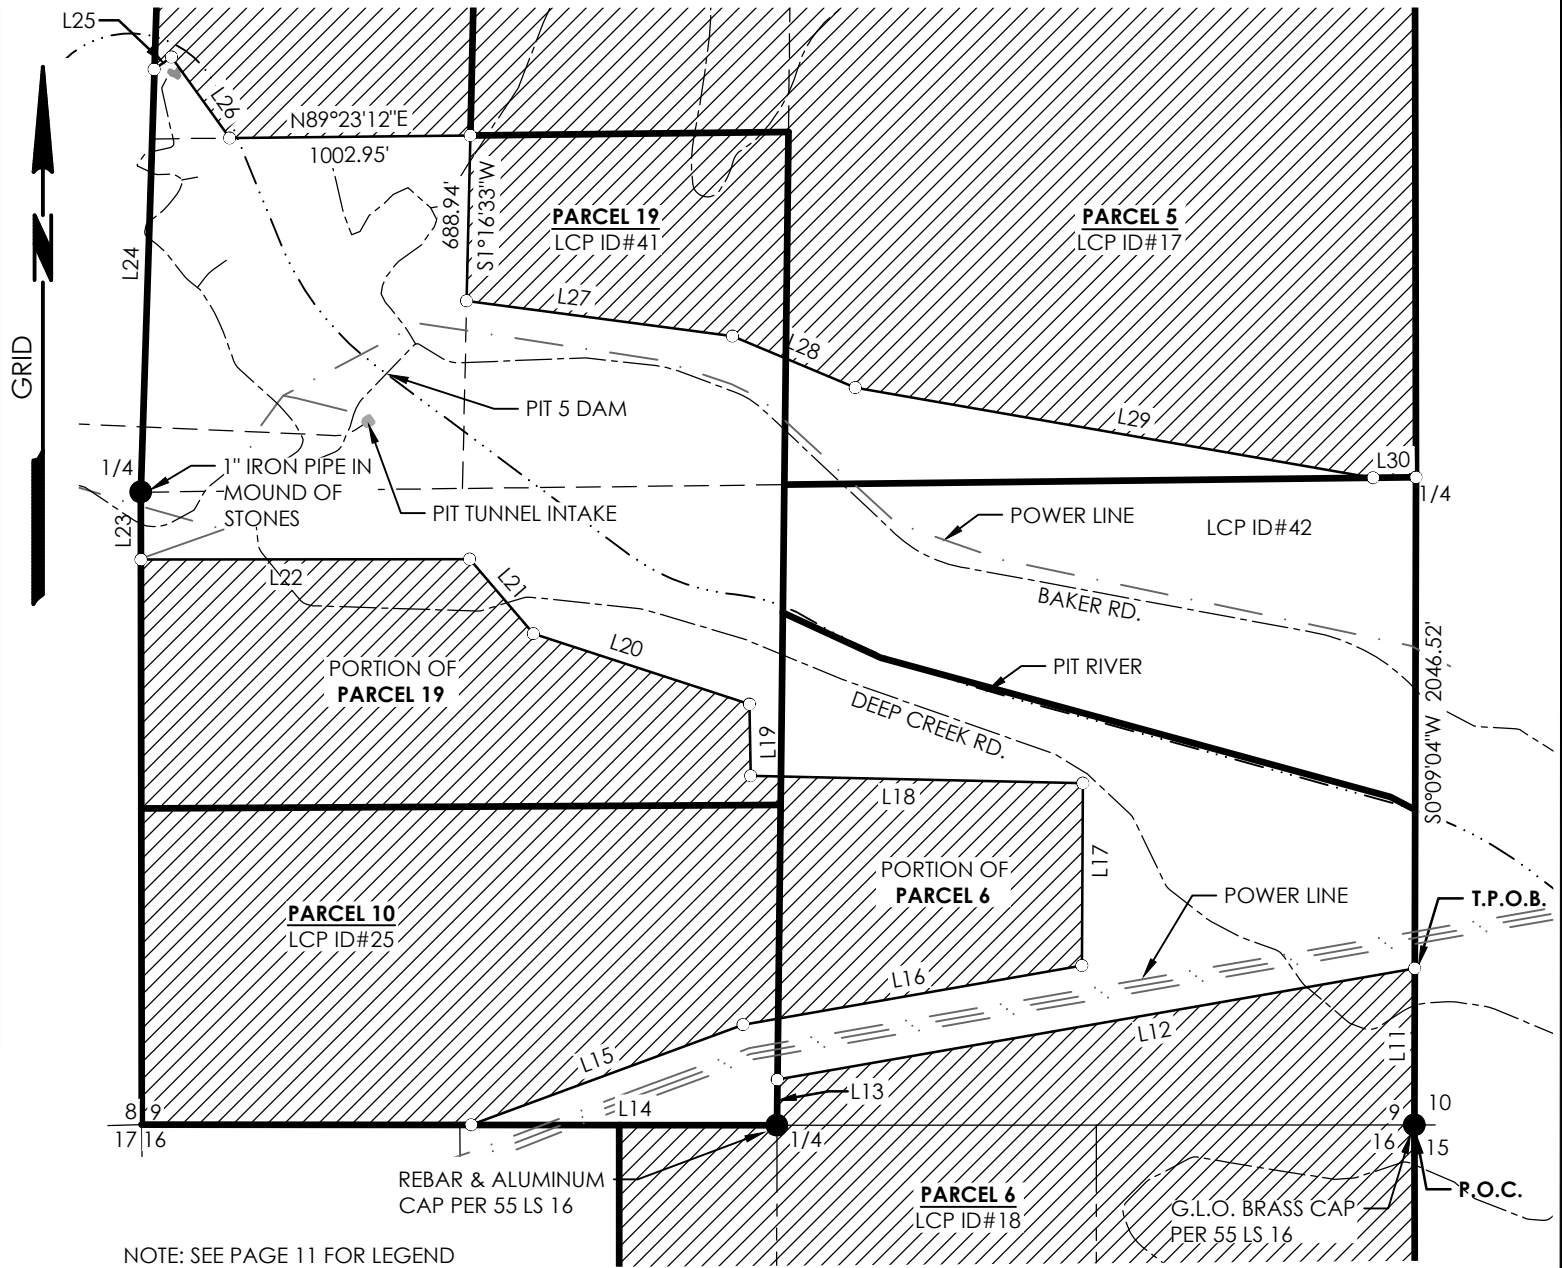 L25
L26
N89°23'12"E
1002.95'
688.94'
S1°16'33"W
PARCEL 19
LCP ID#41
PARCEL 5
LCP ID#17
L24
N
GRID
L27
L28
L29
L30
PIT 5 DAM
1/4
1" IRON PIPE IN
MOUND OF
STONES
PIT TUNNEL INTAKE
1/4
POWER LINE
LCP ID#42
L23
L22
L21
BAKER RD.
L20
PORTION OF
PARCEL 19
PIT RIVER
S0°09'04"W 2046.52'
DEEP CREEK RD.
L19
L18
L17
PORTION OF
PARCEL 6
POWER LINE
T.P.O.B.
PARCEL 10
LCP ID#25
L16
L12
L11
L15
L13
L14
8 9
17 16
1/4
9 10
16 15
REBAR & ALUMINUM
CAP PER 55 LS 16
PARCEL 6
LCP ID#18
G.L.O. BRASS CAP
PER 55 LS 16
P.O.C.
NOTE: SEE PAGE 11 FOR LEGEND